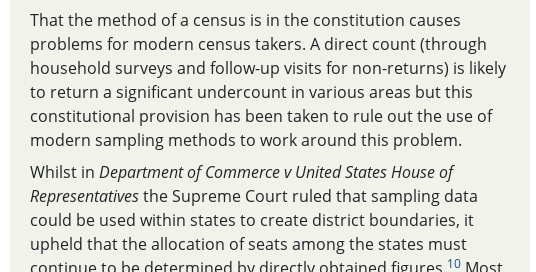 That the method of a census is in the constitution causes
problems for modern census takers. A direct count (through
household surveys and follow-up visits for non-returns) is likely
to return a significant undercount in various areas but this
constitutional provision has been taken to rule out the use of
modern sampling methods to work around this problem.
Whilst in Department of Commerce v United States House of
Representatives the Supreme Court ruled that sampling data
could be used within states to create district boundaries, it
upheld that the allocation of seats among the states must
continue to be determined by directly obtained figures.10 Most